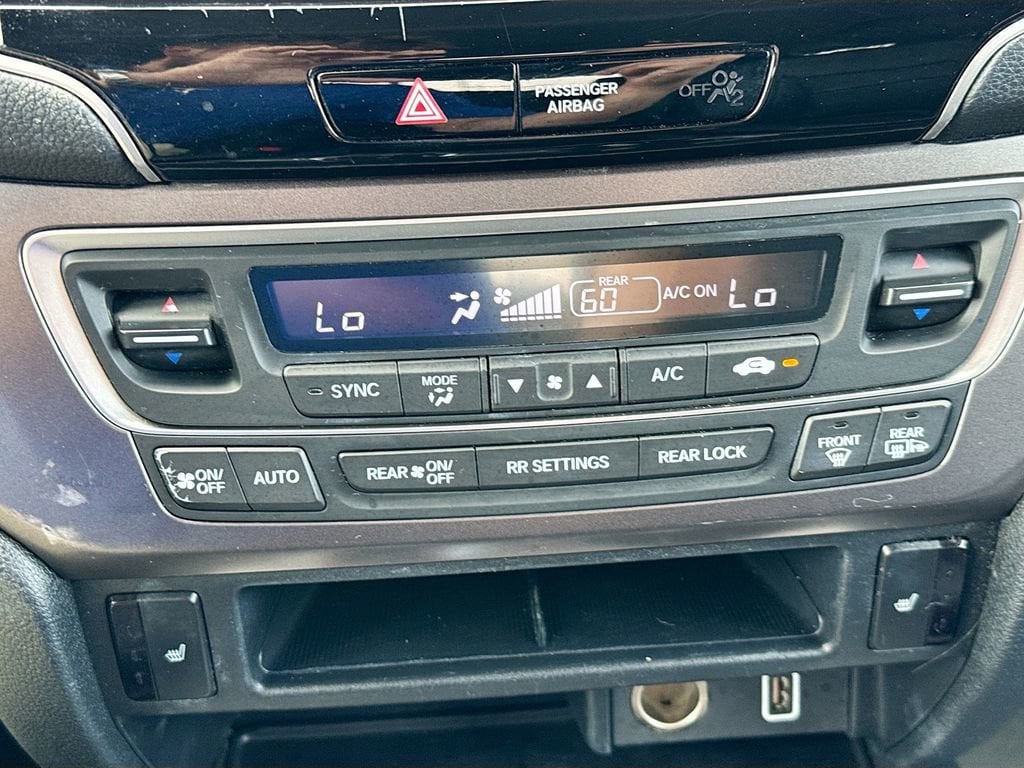 PASSENGER
AIRBAG
OFF
2
Lo
REAR
60
A/C ON
Lo
SYNC
MODE
A/C
ON/
OFF
AUTO
REAR ON/
OFF
RR SETTINGS
REAR LOCK
FRONT
REAR